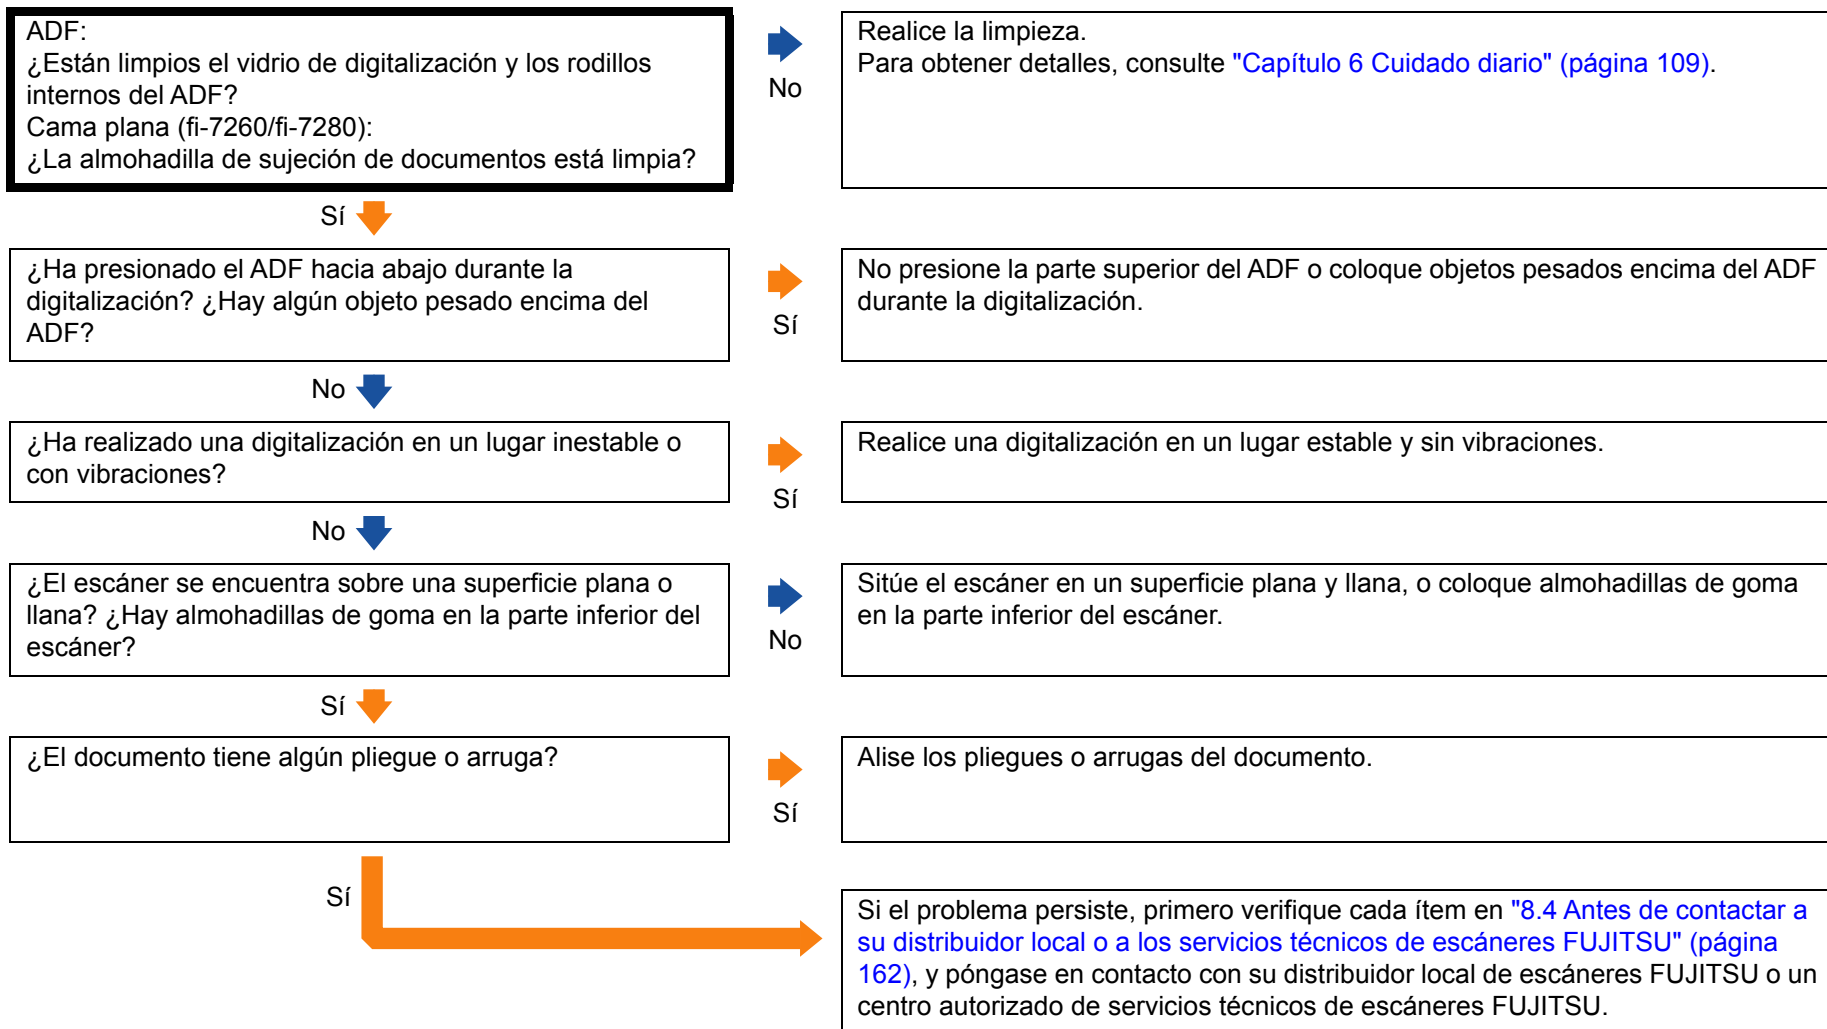 ADF:
¿Están limpios el vidrio de digitalización y los rodillos
internos del ADF?
Cama plana (fi-7260/fi-7280):
¿La almohadilla de sujeción de documentos está limpia?
No
Realice la limpieza.
Para obtener detalles, consulte "Capítulo 6 Cuidado diario" (página 109).
Sí
¿Ha presionado el ADF hacia abajo durante la
digitalización? ¿Hay algún objeto pesado encima del
ADF?
Sí
No presione la parte superior del ADF o coloque objetos pesados encima del ADF
durante la digitalización.
No
¿Ha realizado una digitalización en un lugar inestable o
con vibraciones?
Sí
Realice una digitalización en un lugar estable y sin vibraciones.
No
¿El escáner se encuentra sobre una superficie plana o
llana? ¿Hay almohadillas de goma en la parte inferior del
escáner?
No
Sitúe el escáner en un superficie plana y llana, o coloque almohadillas de goma
en la parte inferior del escáner.
Sí
¿El documento tiene algún pliegue o arruga?
Sí
Alise los pliegues o arrugas del documento.
Sí
Si el problema persiste, primero verifique cada ítem en "8.4 Antes de contactar a
su distribuidor local o a los servicios técnicos de escáneres FUJITSU" (página
162), y póngase en contacto con su distribuidor local de escáneres FUJITSU o un
centro autorizado de servicios técnicos de escáneres FUJITSU.